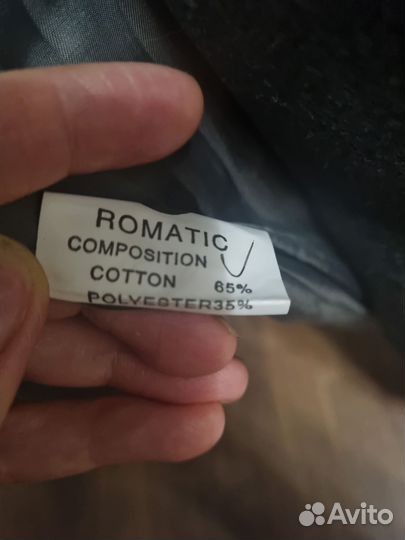 ROMATIC
COMPOSITION
COTTON 65%
POLYESTER35%
Avito